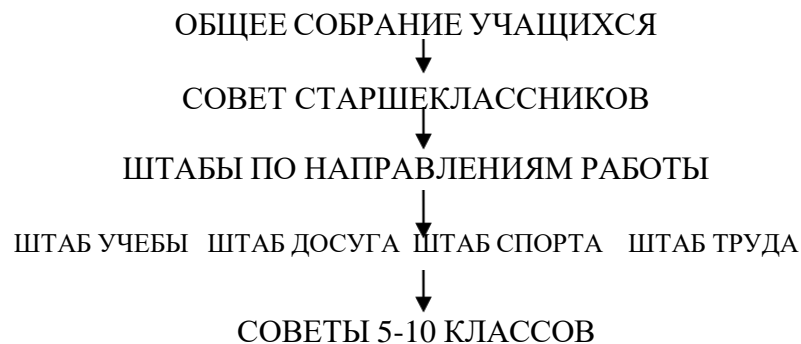 ОБЩЕЕ СОБРАНИЕ УЧАЩИХСЯ
СОВЕТ СТАРШЕКЛАССНИКОВ
ШТАБЫ ПО НАПРАВЛЕНИЯМ РАБОТЫ
ШТАБ УЧЕБЫ ШТАБ ДОСУГА ШТАБ СПОРТА ШТАБ ТРУДА
СОВЕТЫ 5-10 КЛАССОВ